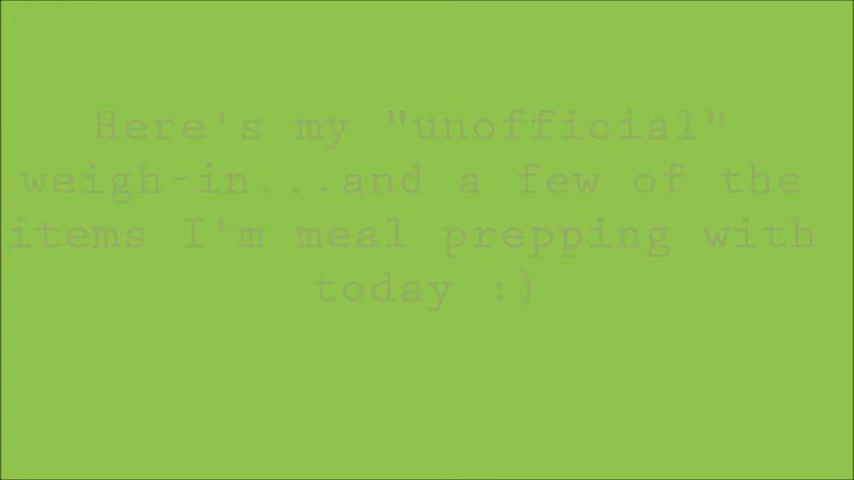 Here's my "unofficial"
weigh-in...and a few of the
items I'm meal prepping with
today :)